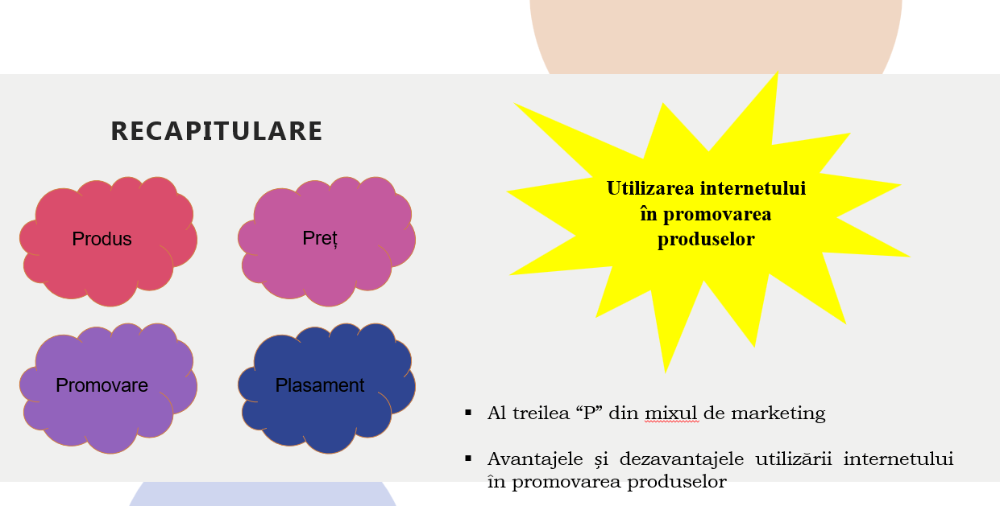 RECAPITULARE
Produs
Preț
Promovare
Plasament
Utilizarea internetului
în promovarea
produselor
▪ Al treilea “P” din mixul de marketing
▪ Avantajele și dezavantajele utilizării internetului
în promovarea produselor